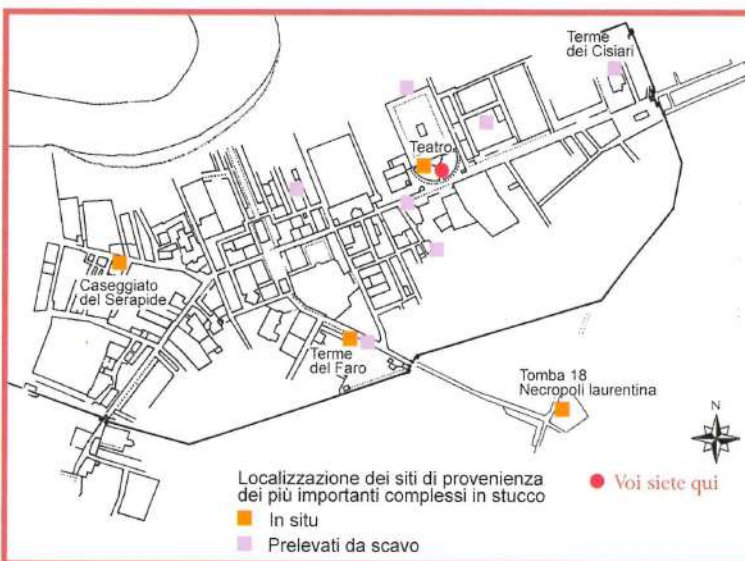 Terme
dei Cisiari
Teatro
Caseggiato
del Serapide
Terme
del Faro
Tomba 18
Necropoli laurentina
N
Localizzazione dei siti di provenienza
dei più importanti complessi in stucco
In situ
Prelevati da scavo
Voi siete qui